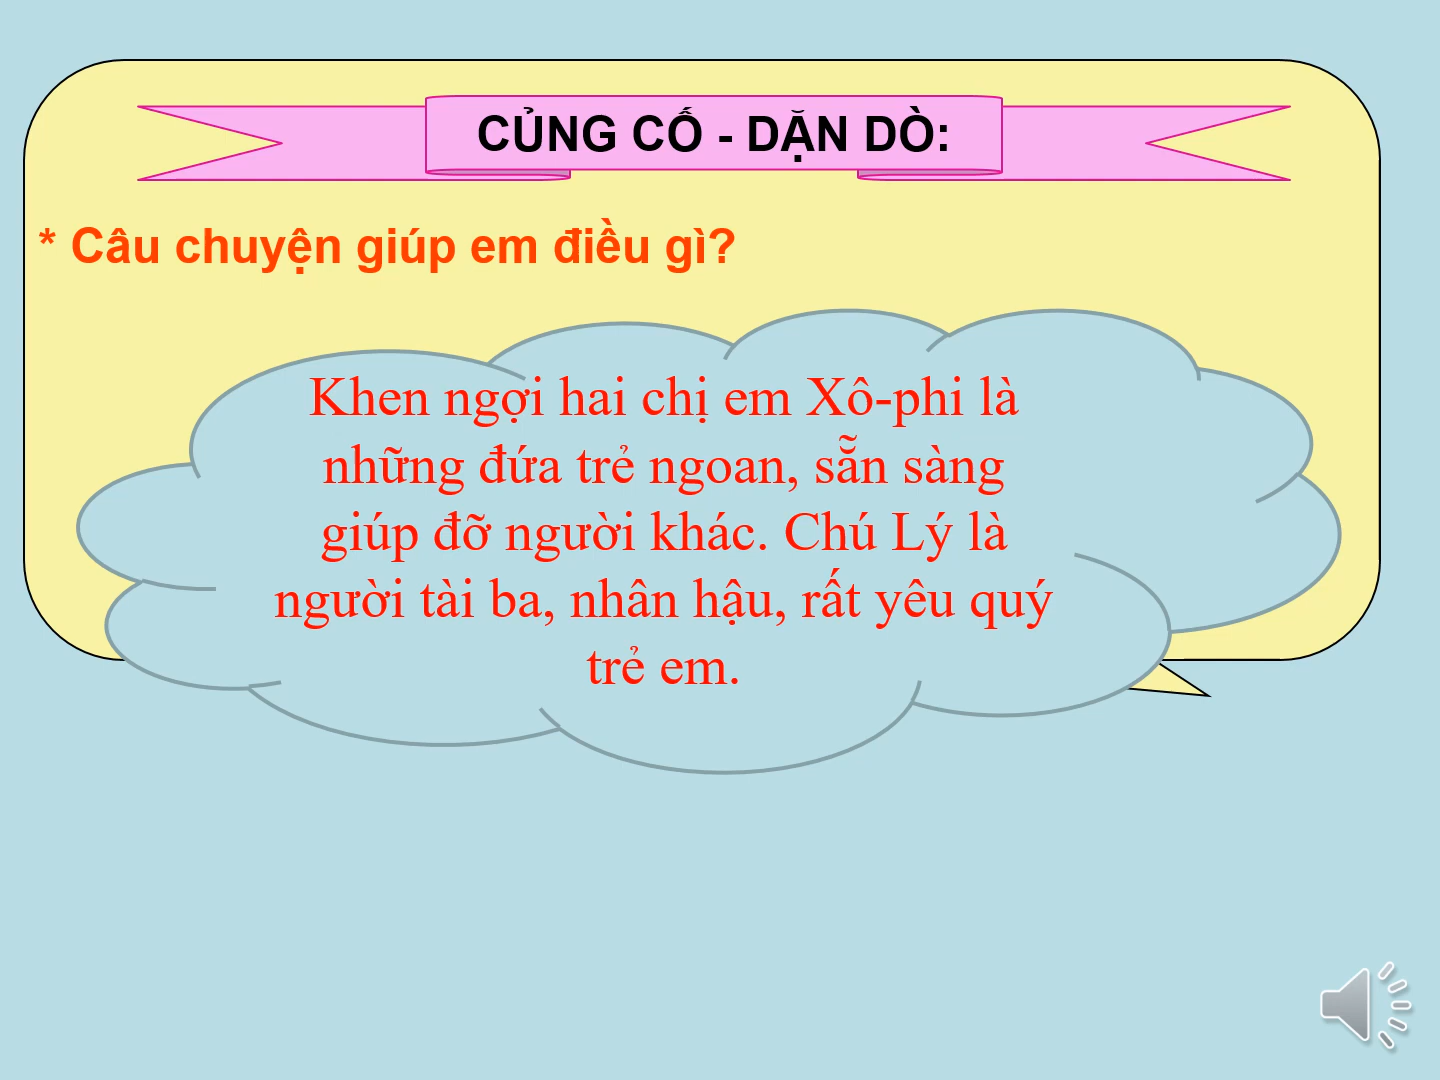 CỦNG CỐ - DẶN DÒ:
* Câu chuyện giúp em điều gì?
Khen ngợi hai chị em Xô-phi là
những đứa trẻ ngoan, sẵn sàng
giúp đỡ người khác. Chú Lý là
người tài ba, nhân hậu, rất yêu quý
trẻ em.